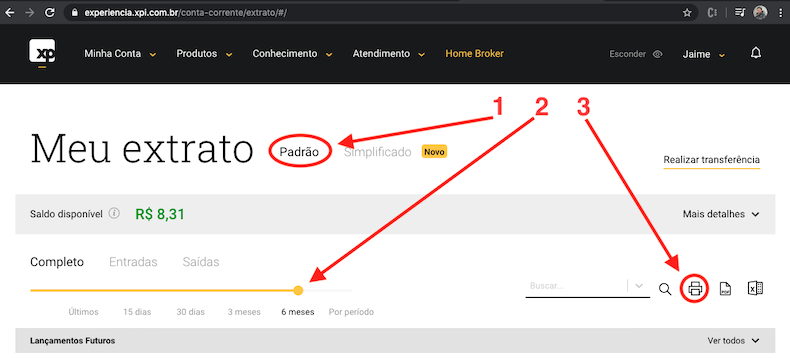 experiencia.xpi.com.br/conta-corrente/extrato/#/
xp Minha Conta Produtos Conhecimento Atendimento Home Broker Esconder Jaime
1 2 3
Meu extrato Padrão Simplificado Novo
Realizar transferência
Saldo disponível R$ 8,31 Mais detalhes
Completo Entradas Saídas
Buscar...
Últimos 15 dias 30 dias 3 meses 6 meses Por período
Lançamentos Futuros Ver todos